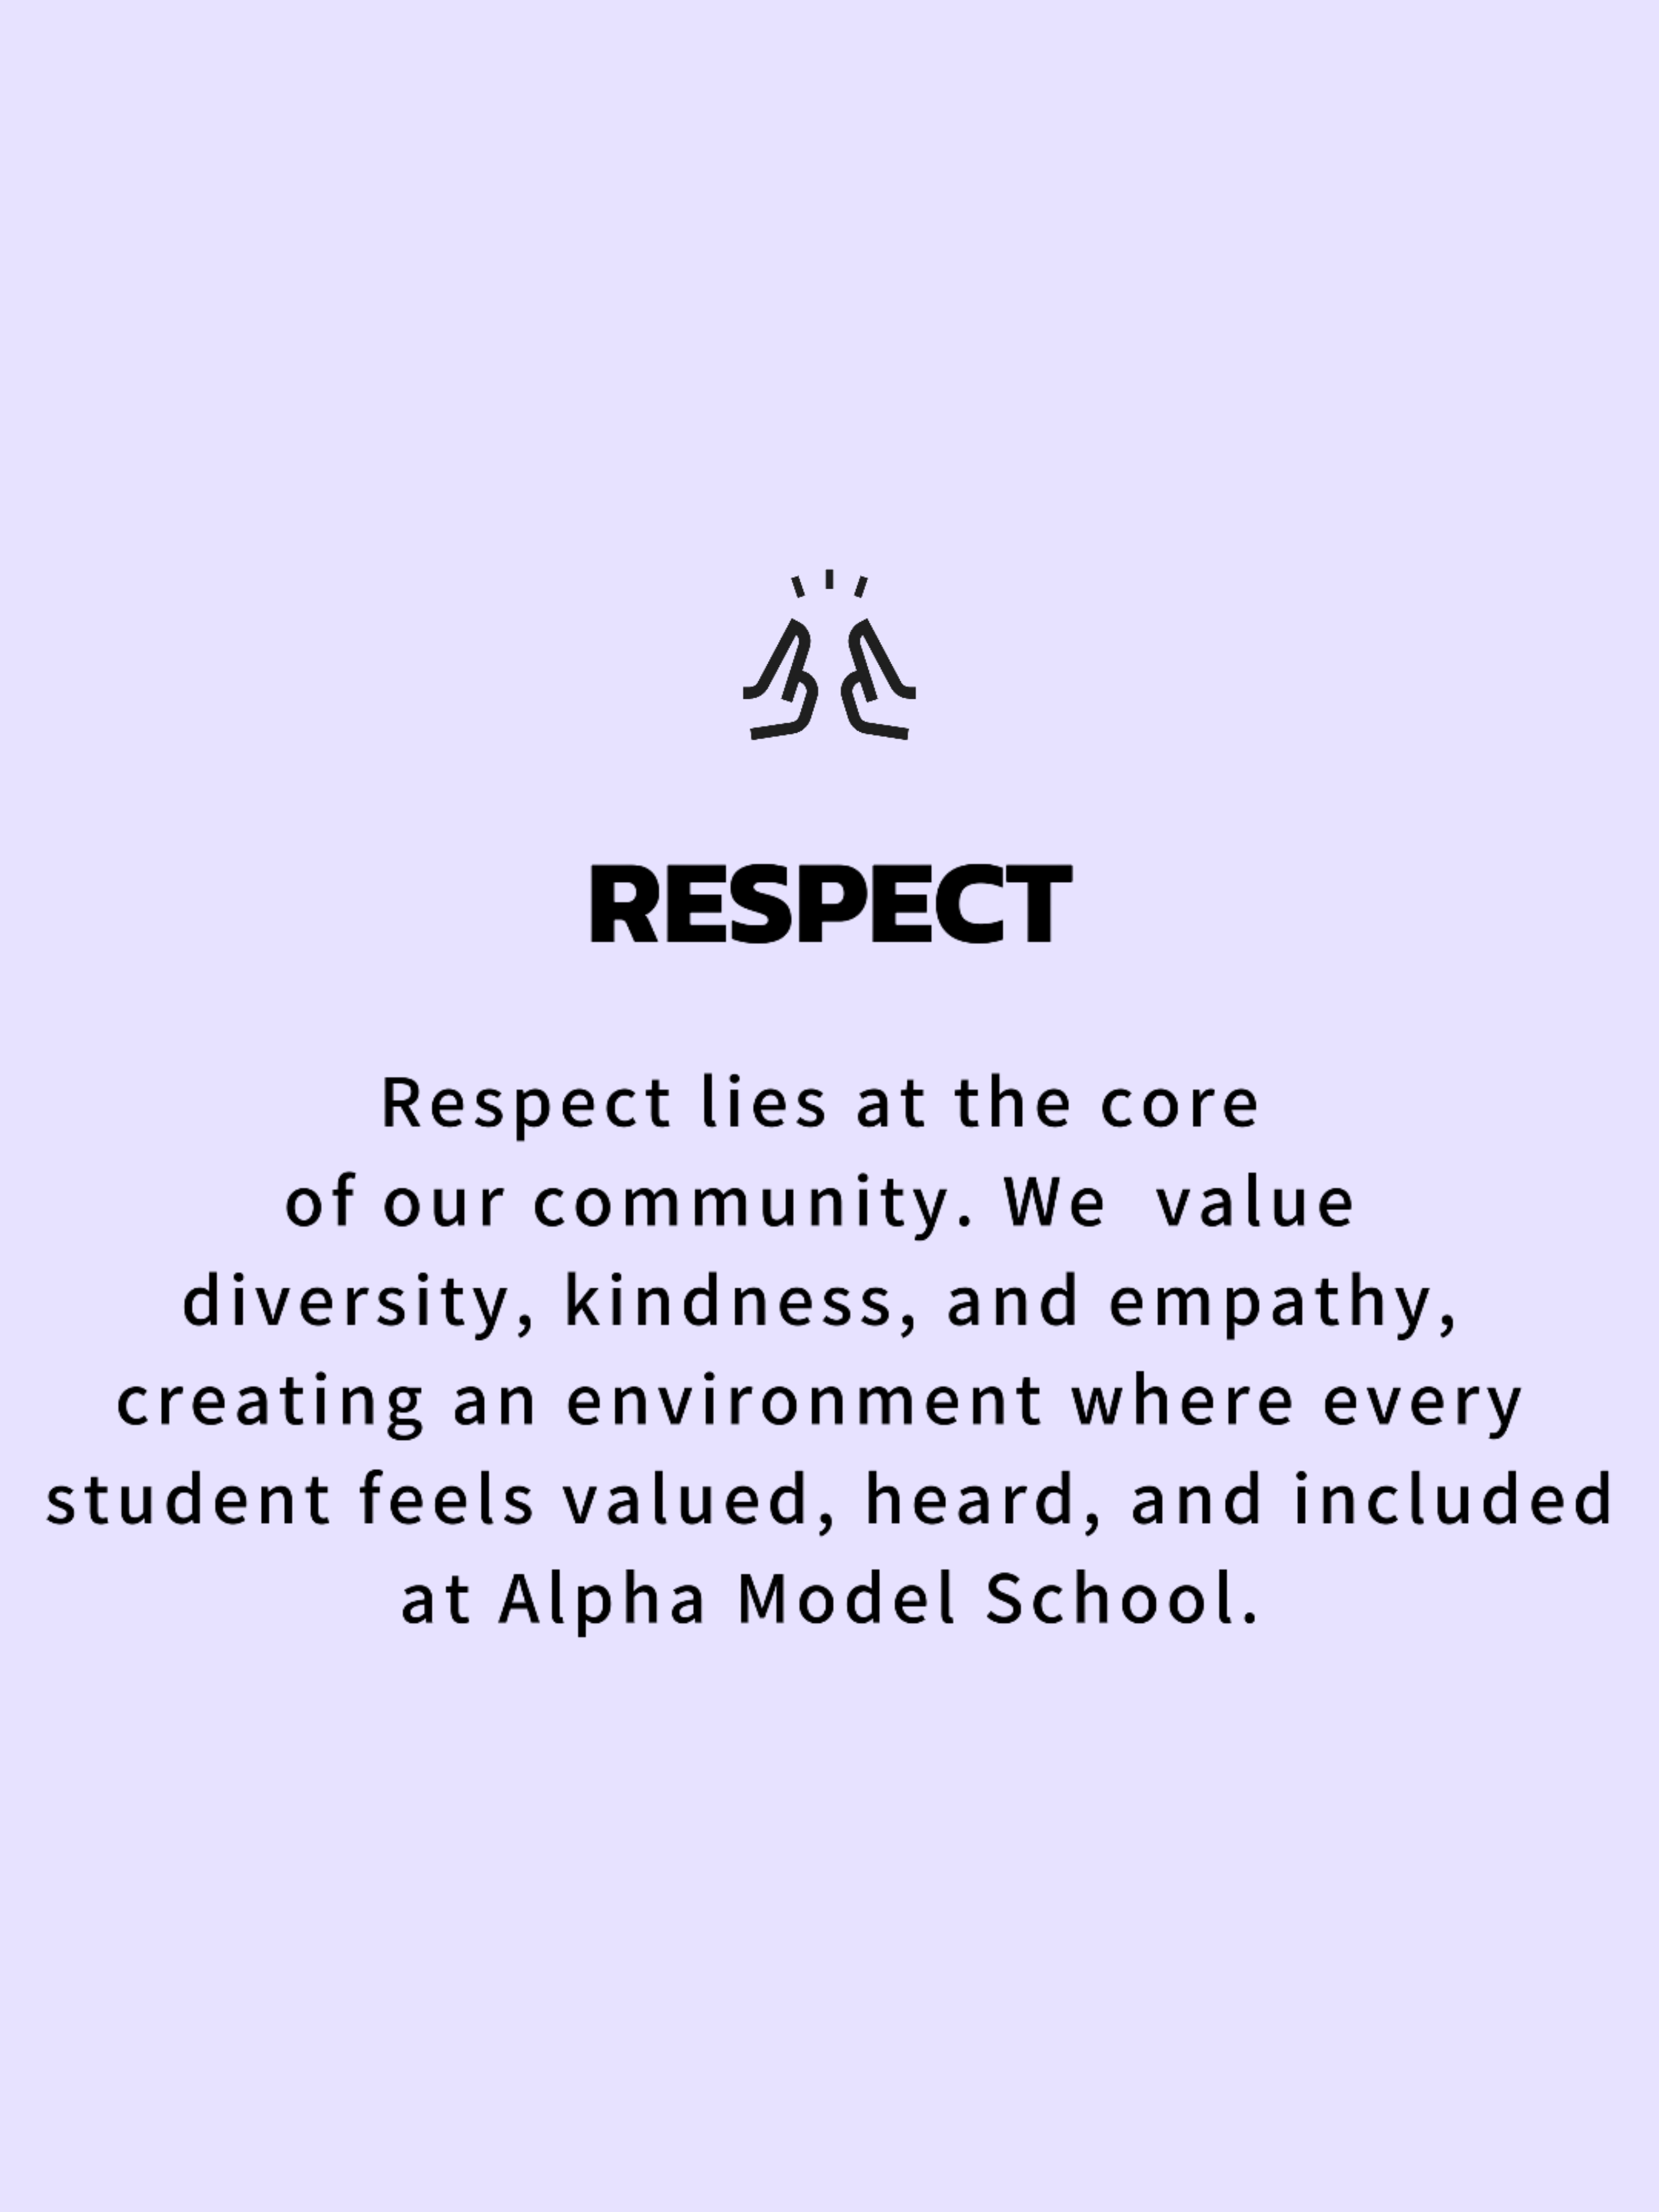 RESPECT
Respect lies at the core
of our community. We  value
diversity, kindness, and empathy,
creating an environment where every
student feels valued, heard, and included
at Alpha Model School.